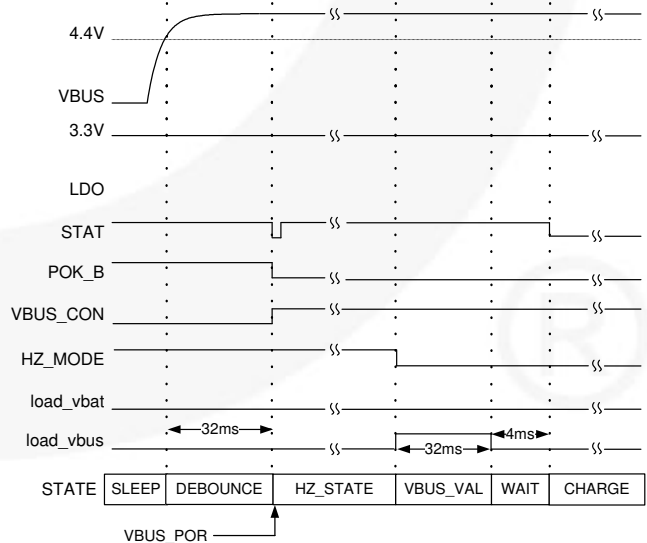 4.4V
VBUS
3.3V
LDO
STAT
POK_B
VBUS_CON
HZ_MODE
load_vbat
load_vbus
32ms
32ms
4ms
STATE SLEEP DEBOUNCE HZ_STATE VBUS_VAL WAIT CHARGE
VBUS_POR
®